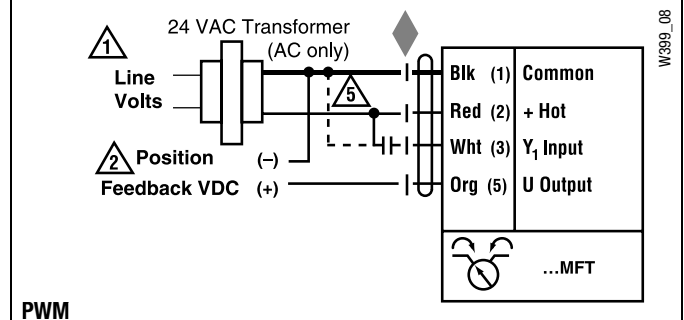 24 VAC Transformer
(AC only)
1
Line
Volts
5
2
Position (–)
Feedback VDC (+)
Blk (1) Common
Red (2) + Hot
Wht (3) Y1 Input
Org (5) U Output
...MFT
W399_08
PWM